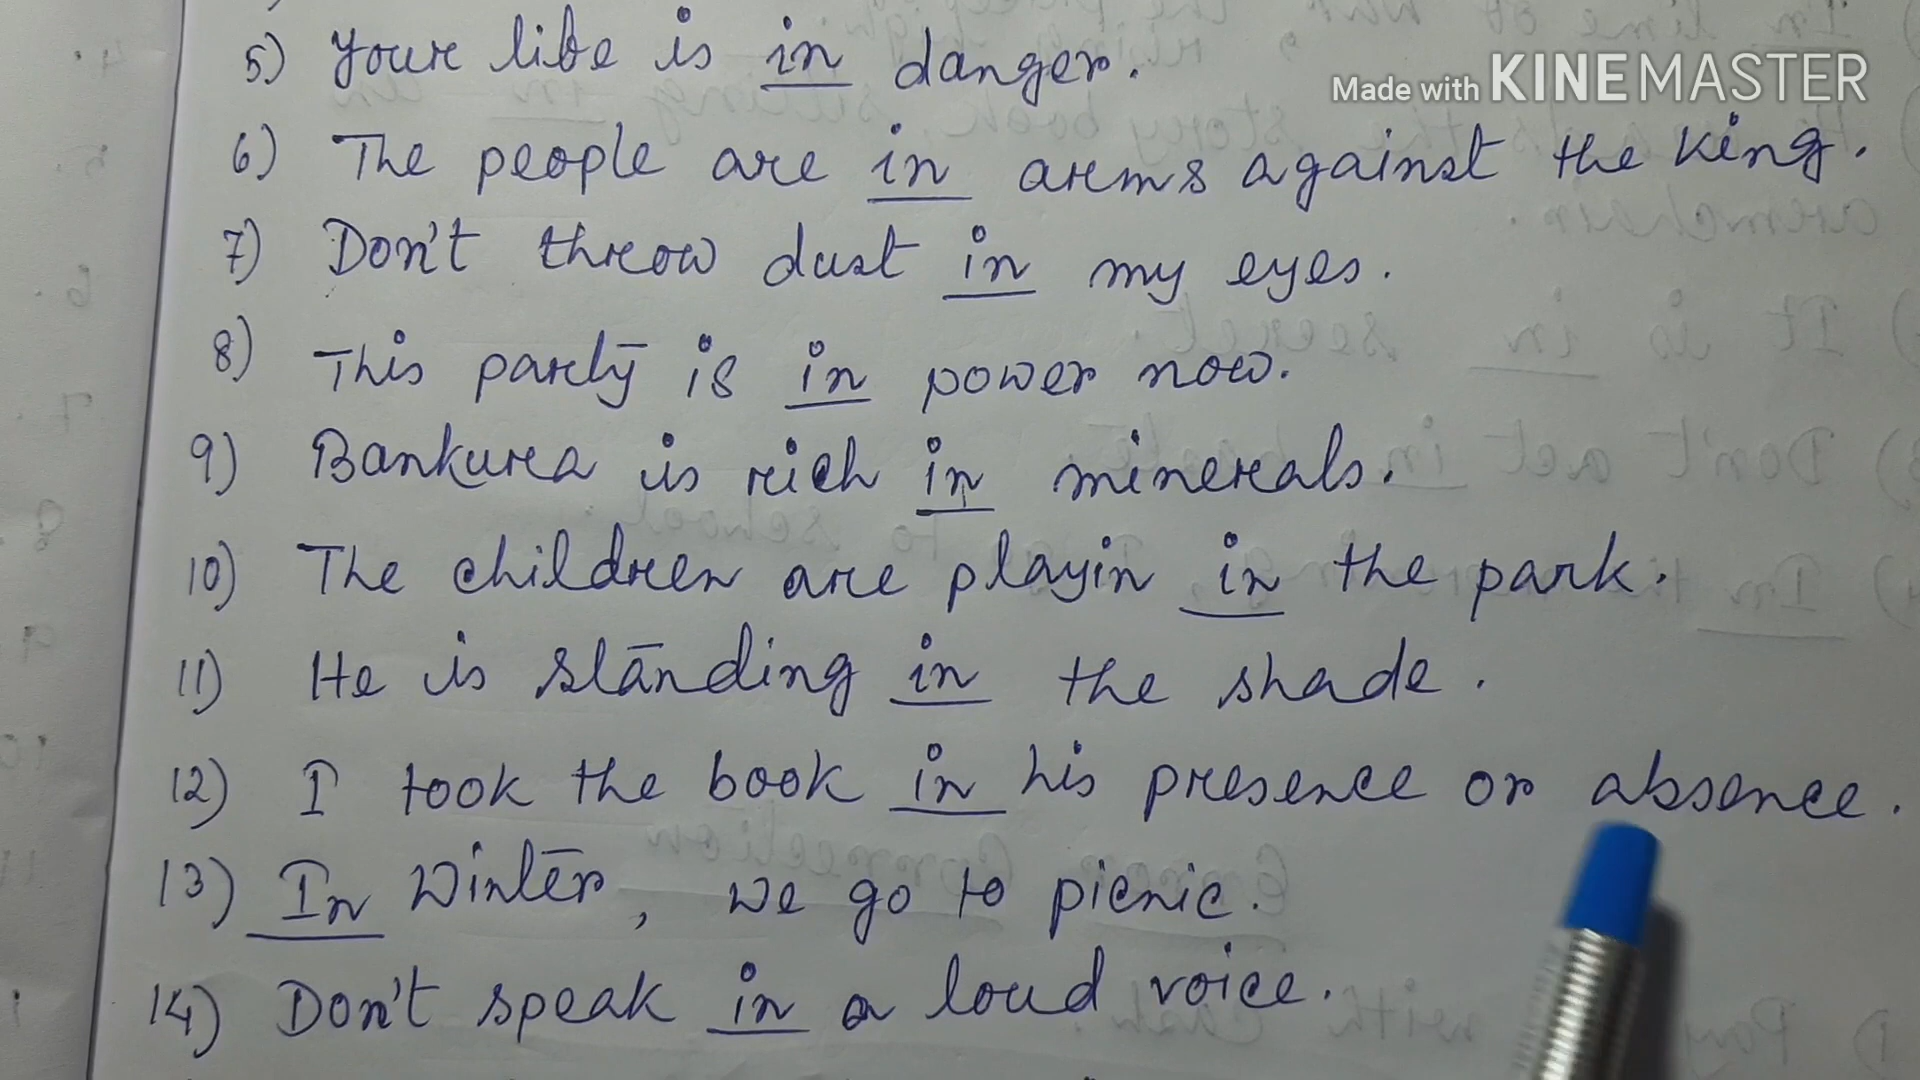 5) Your life is in danger.
Made with KINEMASTER
6) The people are in arms against the king.
7) Don't throw dust in my eyes.
8) This party is in power now.
9) Bankura is rich in minerals.
10) The children are playin in the park.
11) He is standing in the shade.
12) I took the book in his presence or absence.
13) In Winter, we go to picnic.
14) Don't speak in a loud voice.